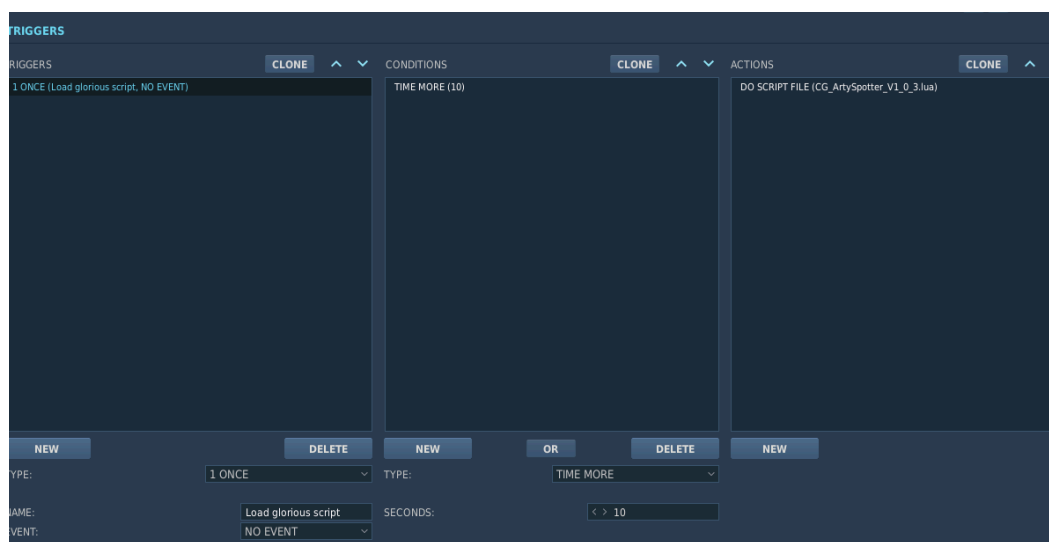 TRIGGERS
RIGGERS CLONE CONDITIONS CLONE ACTIONS CLONE
1 ONCE (Load glorious script, NO EVENT) TIME MORE (10) DO SCRIPT FILE (CG_ArtySpotter_V1_0_3.lua)
NEW DELETE NEW OR DELETE NEW
YPE: 1 ONCE TYPE: TIME MORE
NAME: Load glorious script SECONDS: < > 10
EVENT: NO EVENT